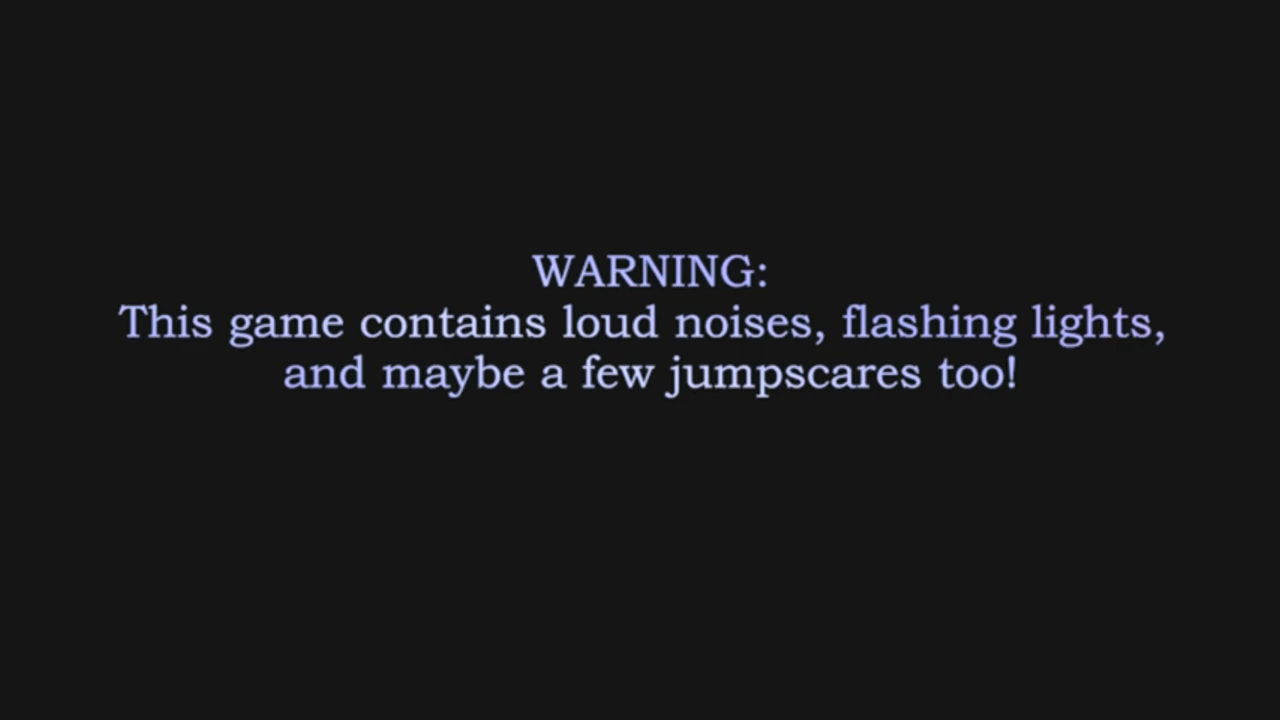 WARNING:
This game contains loud noises, flashing lights,
and maybe a few jumpscares too!